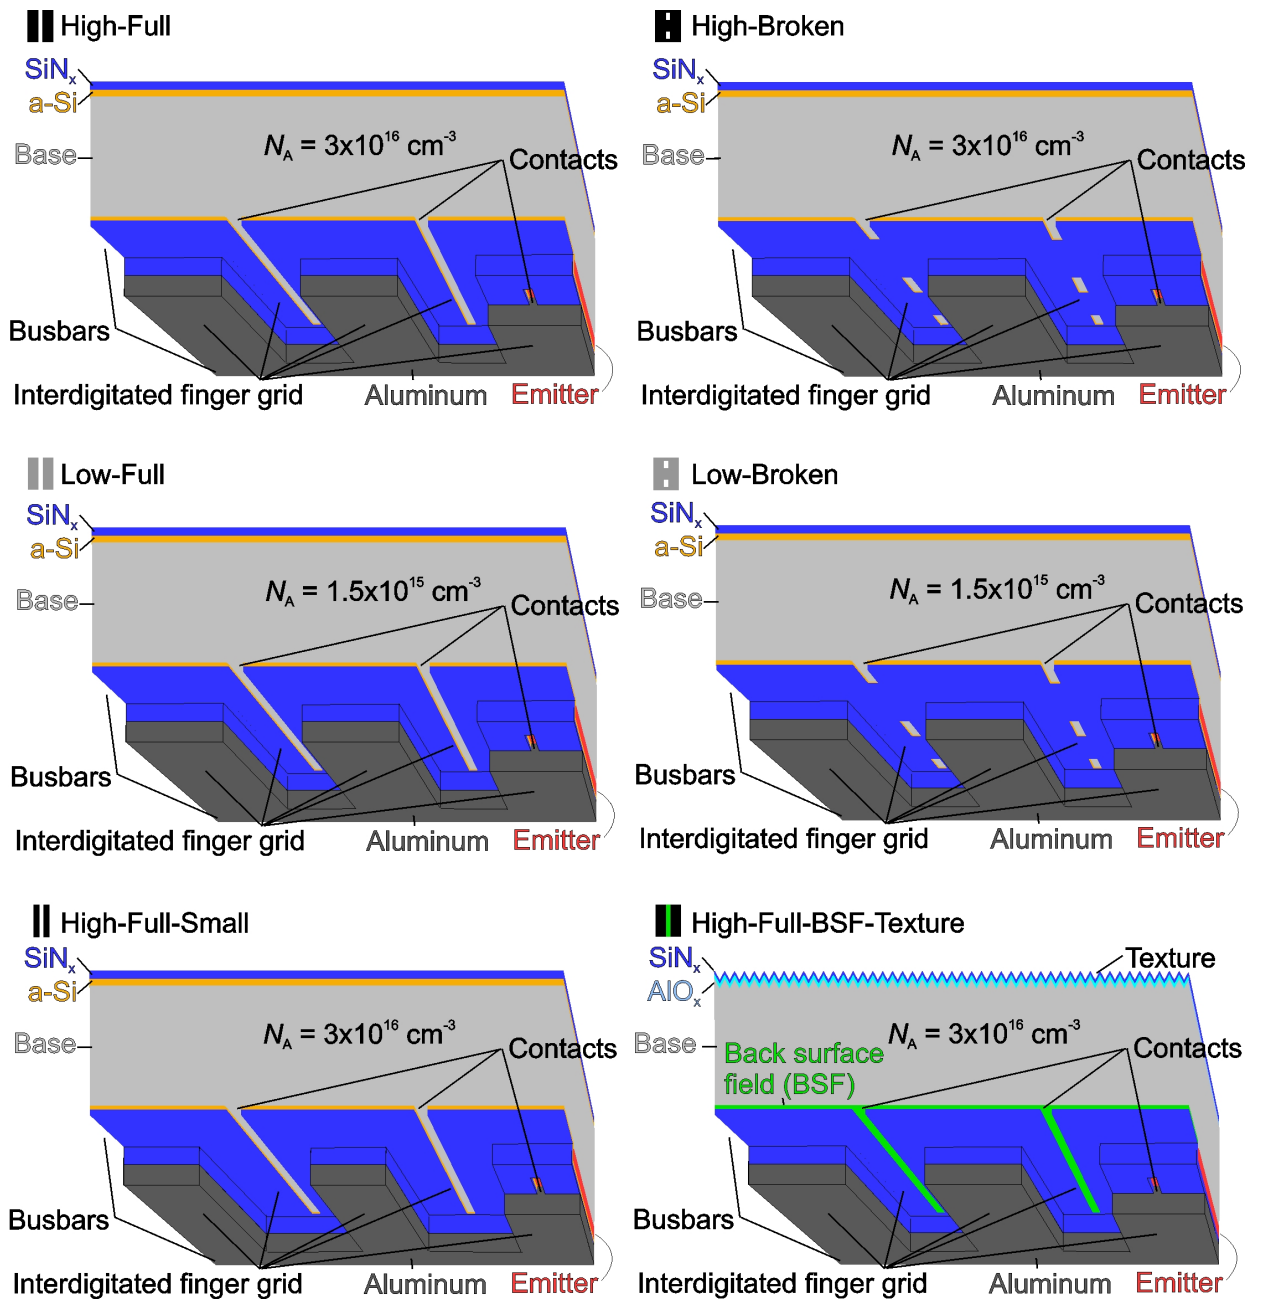 High-Full
SiNx
a-Si
Base
NA = 3x10^16 cm^-3
Contacts
Busbars
Interdigitated finger grid
Aluminum
Emitter
High-Broken
SiNx
a-Si
Base
NA = 3x10^16 cm^-3
Contacts
Busbars
Interdigitated finger grid
Aluminum
Emitter
Low-Full
SiNx
a-Si
Base
NA = 1.5x10^15 cm^-3
Contacts
Busbars
Interdigitated finger grid
Aluminum
Emitter
Low-Broken
SiNx
a-Si
Base
NA = 1.5x10^15 cm^-3
Contacts
Busbars
Interdigitated finger grid
Aluminum
Emitter
High-Full-Small
SiNx
a-Si
Base
NA = 3x10^16 cm^-3
Contacts
Busbars
Interdigitated finger grid
Aluminum
Emitter
High-Full-BSF-Texture
SiNx
Texture
AlOx
Base
NA = 3x10^16 cm^-3
Contacts
Back surface
field (BSF)
Busbars
Interdigitated finger grid
Aluminum
Emitter